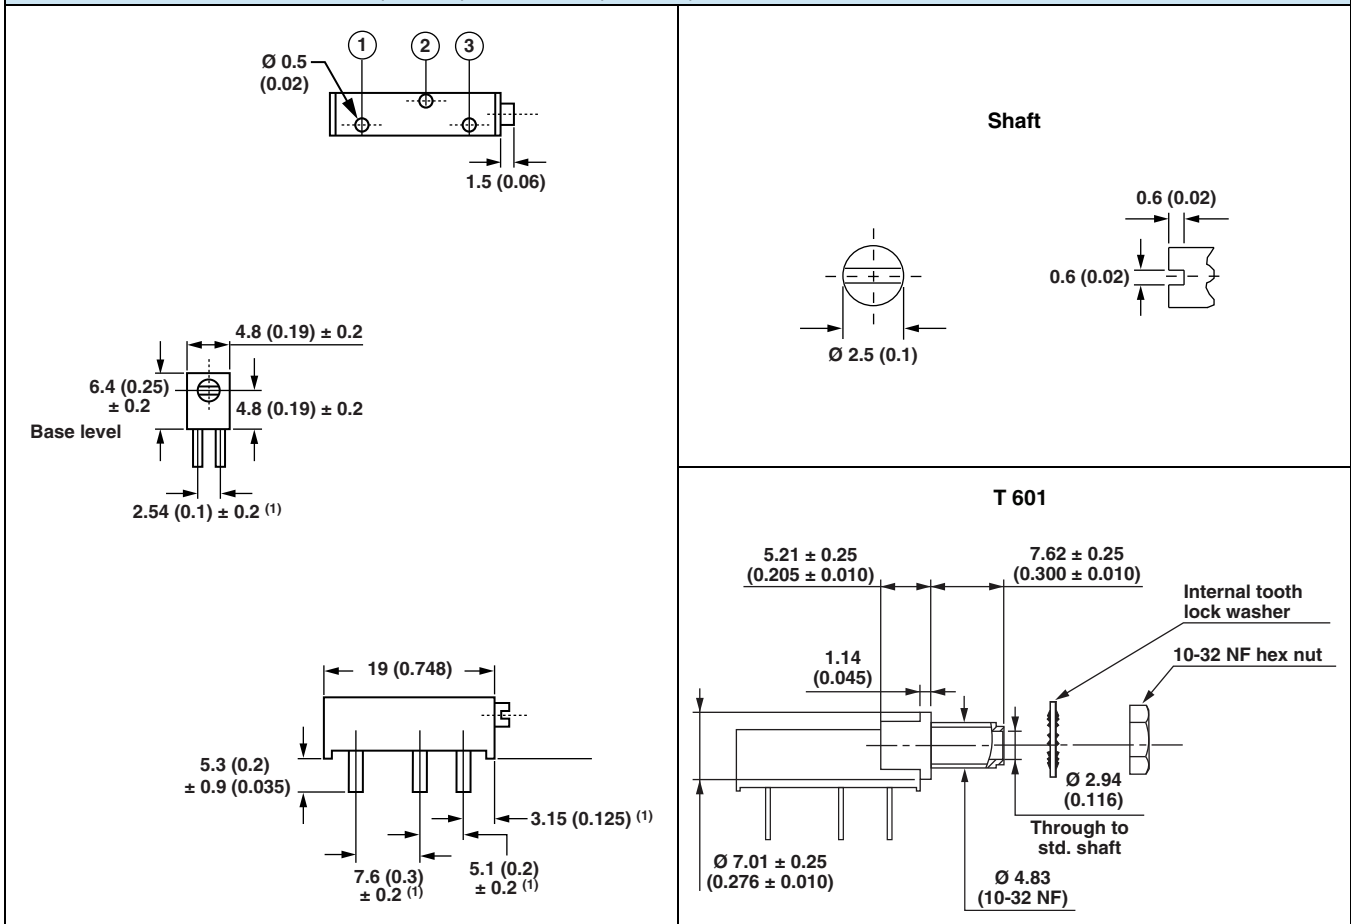 1
2
3
Ø 0.5
(0.02)
1.5 (0.06)
4.8 (0.19) ± 0.2
6.4 (0.25)
± 0.2
4.8 (0.19) ± 0.2
Base level
2.54 (0.1) ± 0.2 (1)
19 (0.748)
5.3 (0.2)
± 0.9 (0.035)
3.15 (0.125) (1)
7.6 (0.3)
± 0.2 (1)
5.1 (0.2)
± 0.2 (1)
Shaft
0.6 (0.02)
0.6 (0.02)
Ø 2.5 (0.1)
T 601
5.21 ± 0.25
(0.205 ± 0.010)
7.62 ± 0.25
(0.300 ± 0.010)
Internal tooth
lock washer
10-32 NF hex nut
1.14
(0.045)
Ø 2.94
(0.116)
Through to
std. shaft
Ø 7.01 ± 0.25
(0.276 ± 0.010)
Ø 4.83
(10-32 NF)